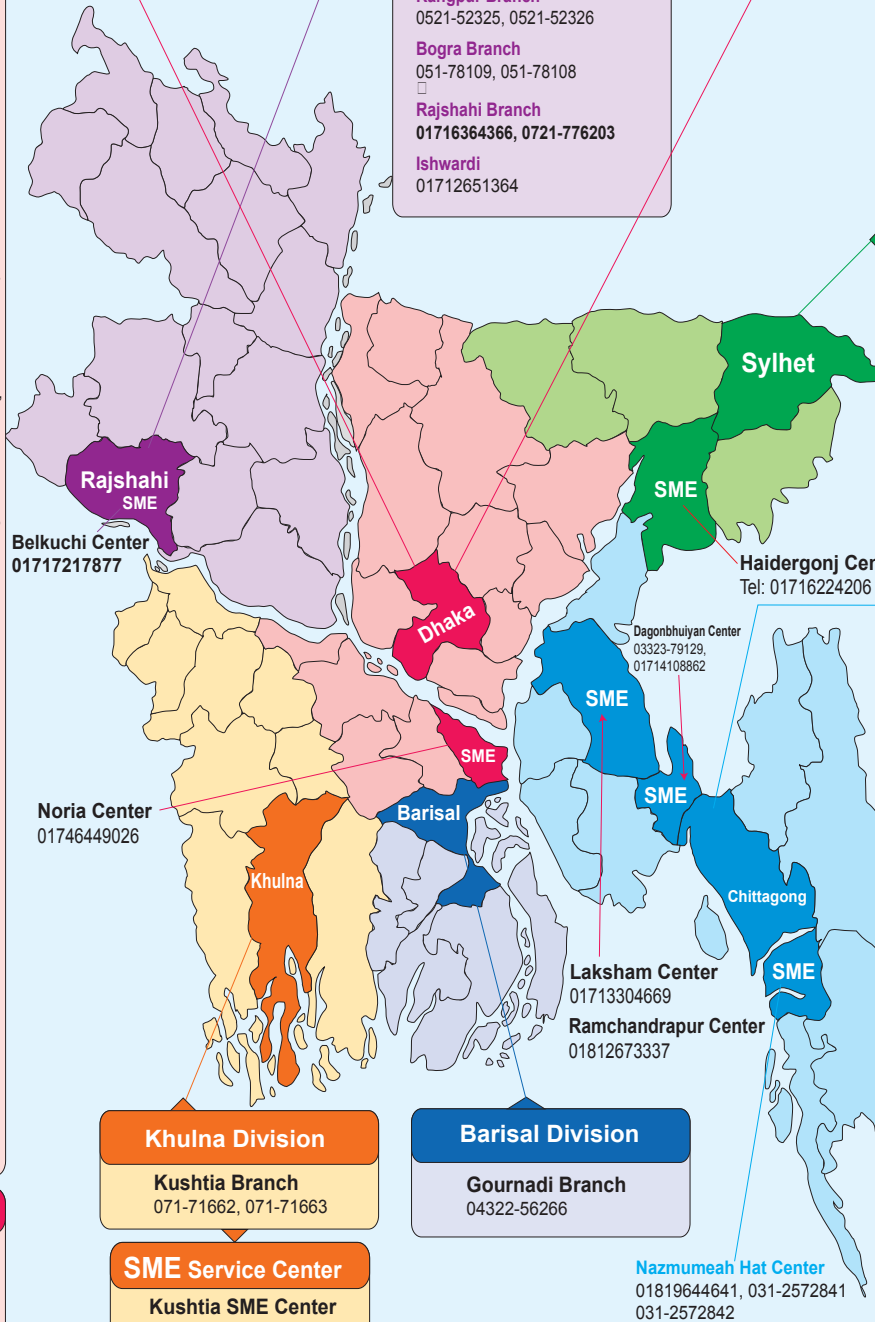 Rangpur Branch
0521-52325, 0521-52326
Bogra Branch
051-78109, 051-78108
Rajshahi Branch
01716364366, 0721-776203
Ishwardi
01712651364
Sylhet
SME
Rajshahi
SME
Belkuchi Center
01717217877
Haidergonj Cen
Tel: 01716224206
Dhaka
Dagonbhuiyan Center
03323-79129,
01714108862
SME
SME
SME
Noria Center
01746449026
Barisal
Khulna
Chittagong
SME
Laksham Center
01713304669
Ramchandrapur Center
01812673337
Khulna Division
Kushtia Branch
071-71662, 071-71663
SME Service Center
Kushtia SME Center
Barisal Division
Gournadi Branch
04322-56266
Nazmumeah Hat Center
01819644641, 031-2572841
031-2572842